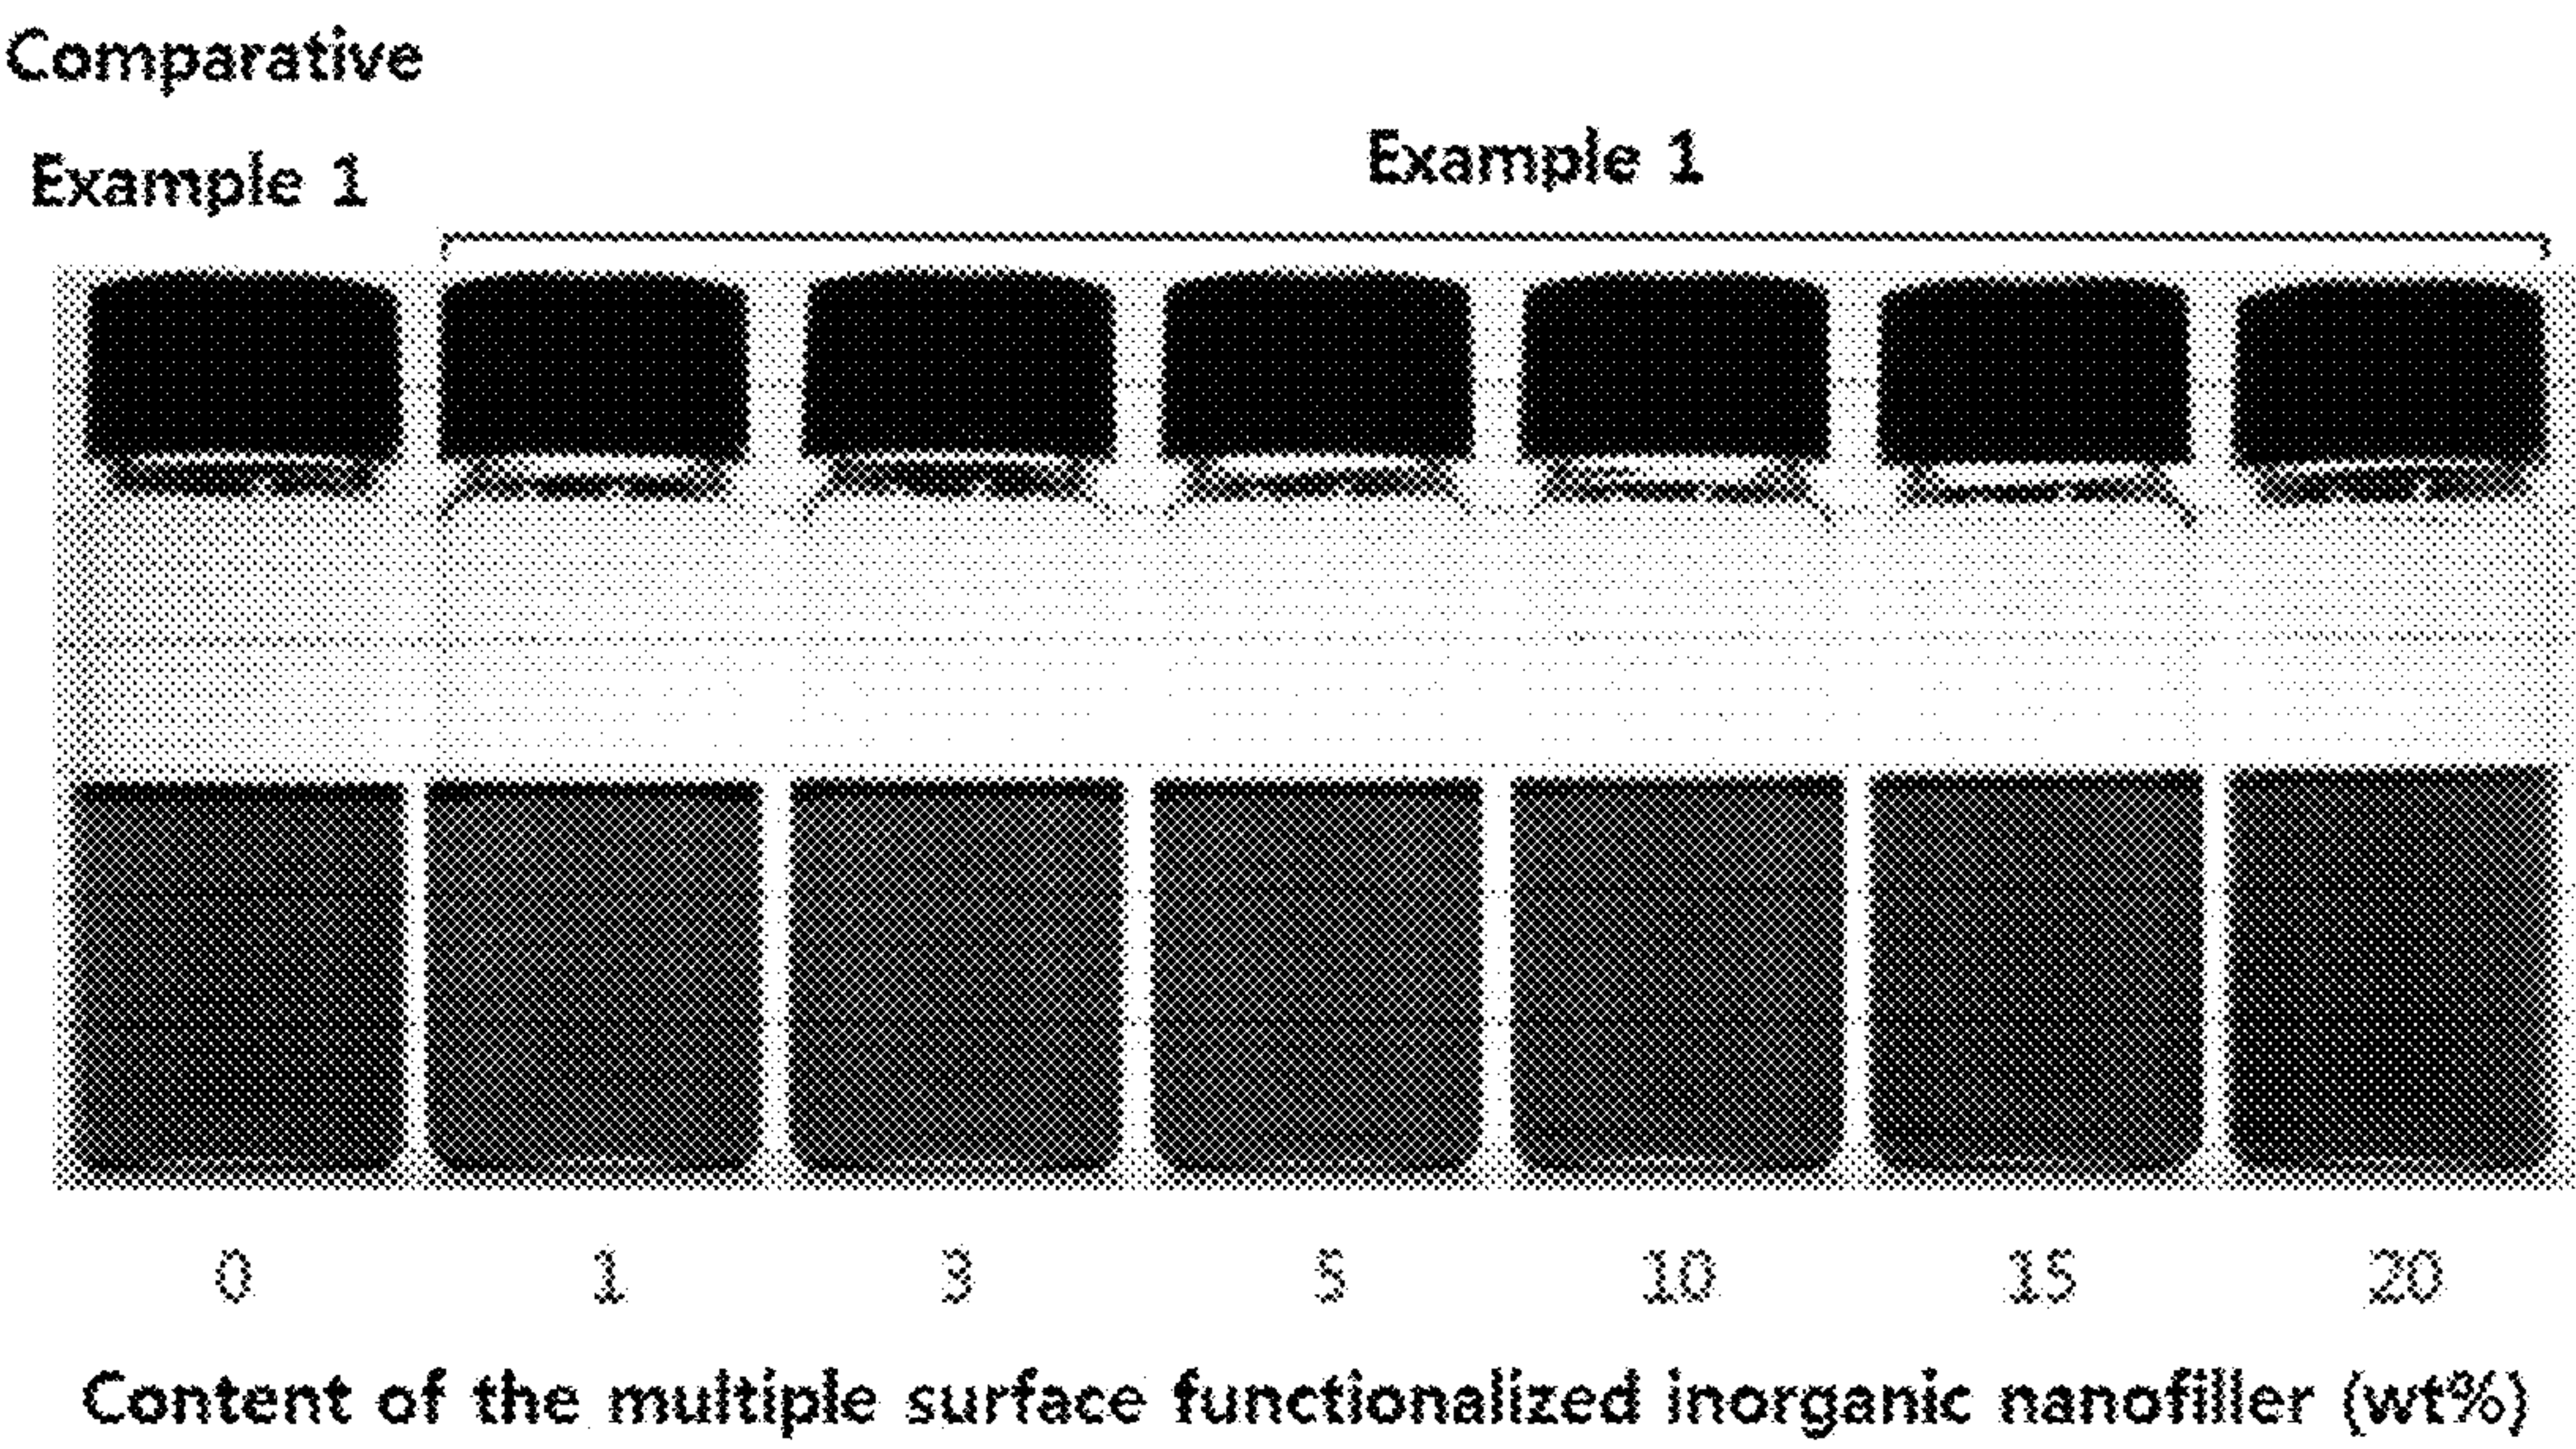 Comparative
Example 1
Example 1
0 1 3 5 10 15 20
Content of the multiple surface functionalized inorganic nanofiller (wt%)